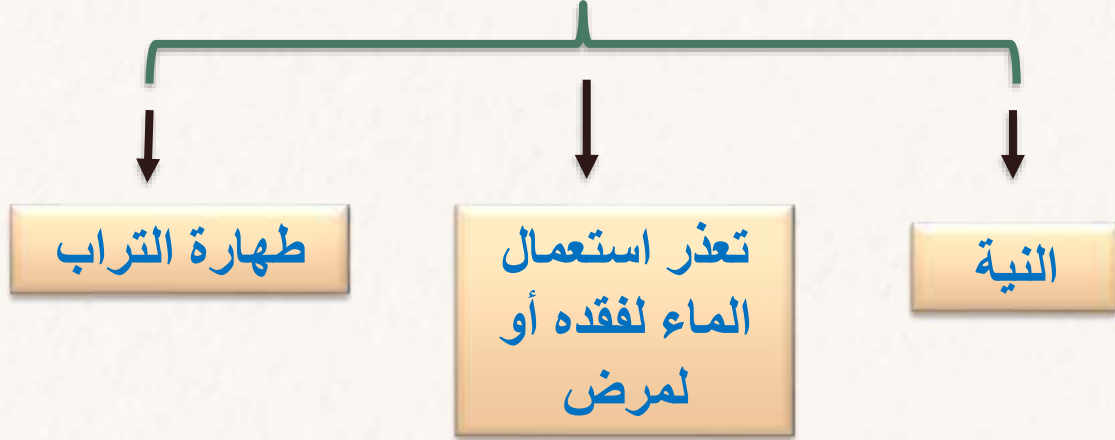 النية
تعذر استعمال
الماء لفقده أو
لمرض
طهارة التراب